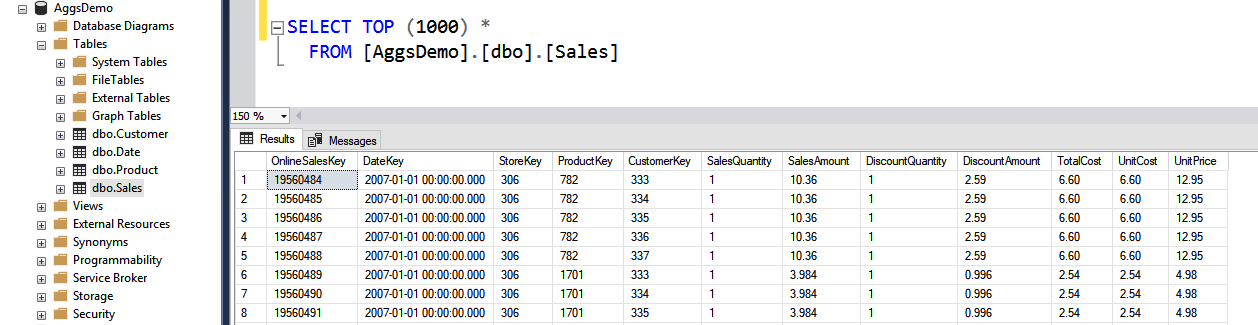 AggsDemo
Database Diagrams
Tables
System Tables
FileTables
External Tables
Graph Tables
dbo.Customer
dbo.Date
dbo.Product
dbo.Sales
Views
External Resources
Synonyms
Programmability
Service Broker
Storage
Security
SELECT TOP (1000) *
FROM [AggsDemo].[dbo].[Sales]
150 %
Results Messages
OnlineSalesKey DateKey StoreKey ProductKey CustomerKey SalesQuantity SalesAmount DiscountQuantity DiscountAmount TotalCost UnitCost UnitPrice
1 19560484 2007-01-01 00:00:00.000 306 782 333 1 10.36 1 2.59 6.60 6.60 12.95
2 19560485 2007-01-01 00:00:00.000 306 782 334 1 10.36 1 2.59 6.60 6.60 12.95
3 19560486 2007-01-01 00:00:00.000 306 782 335 1 10.36 1 2.59 6.60 6.60 12.95
4 19560487 2007-01-01 00:00:00.000 306 782 336 1 10.36 1 2.59 6.60 6.60 12.95
5 19560488 2007-01-01 00:00:00.000 306 782 337 1 10.36 1 2.59 6.60 6.60 12.95
6 19560489 2007-01-01 00:00:00.000 306 1701 333 1 3.984 1 0.996 2.54 2.54 4.98
7 19560490 2007-01-01 00:00:00.000 306 1701 334 1 3.984 1 0.996 2.54 2.54 4.98
8 19560491 2007-01-01 00:00:00.000 306 1701 335 1 3.984 1 0.996 2.54 2.54 4.98